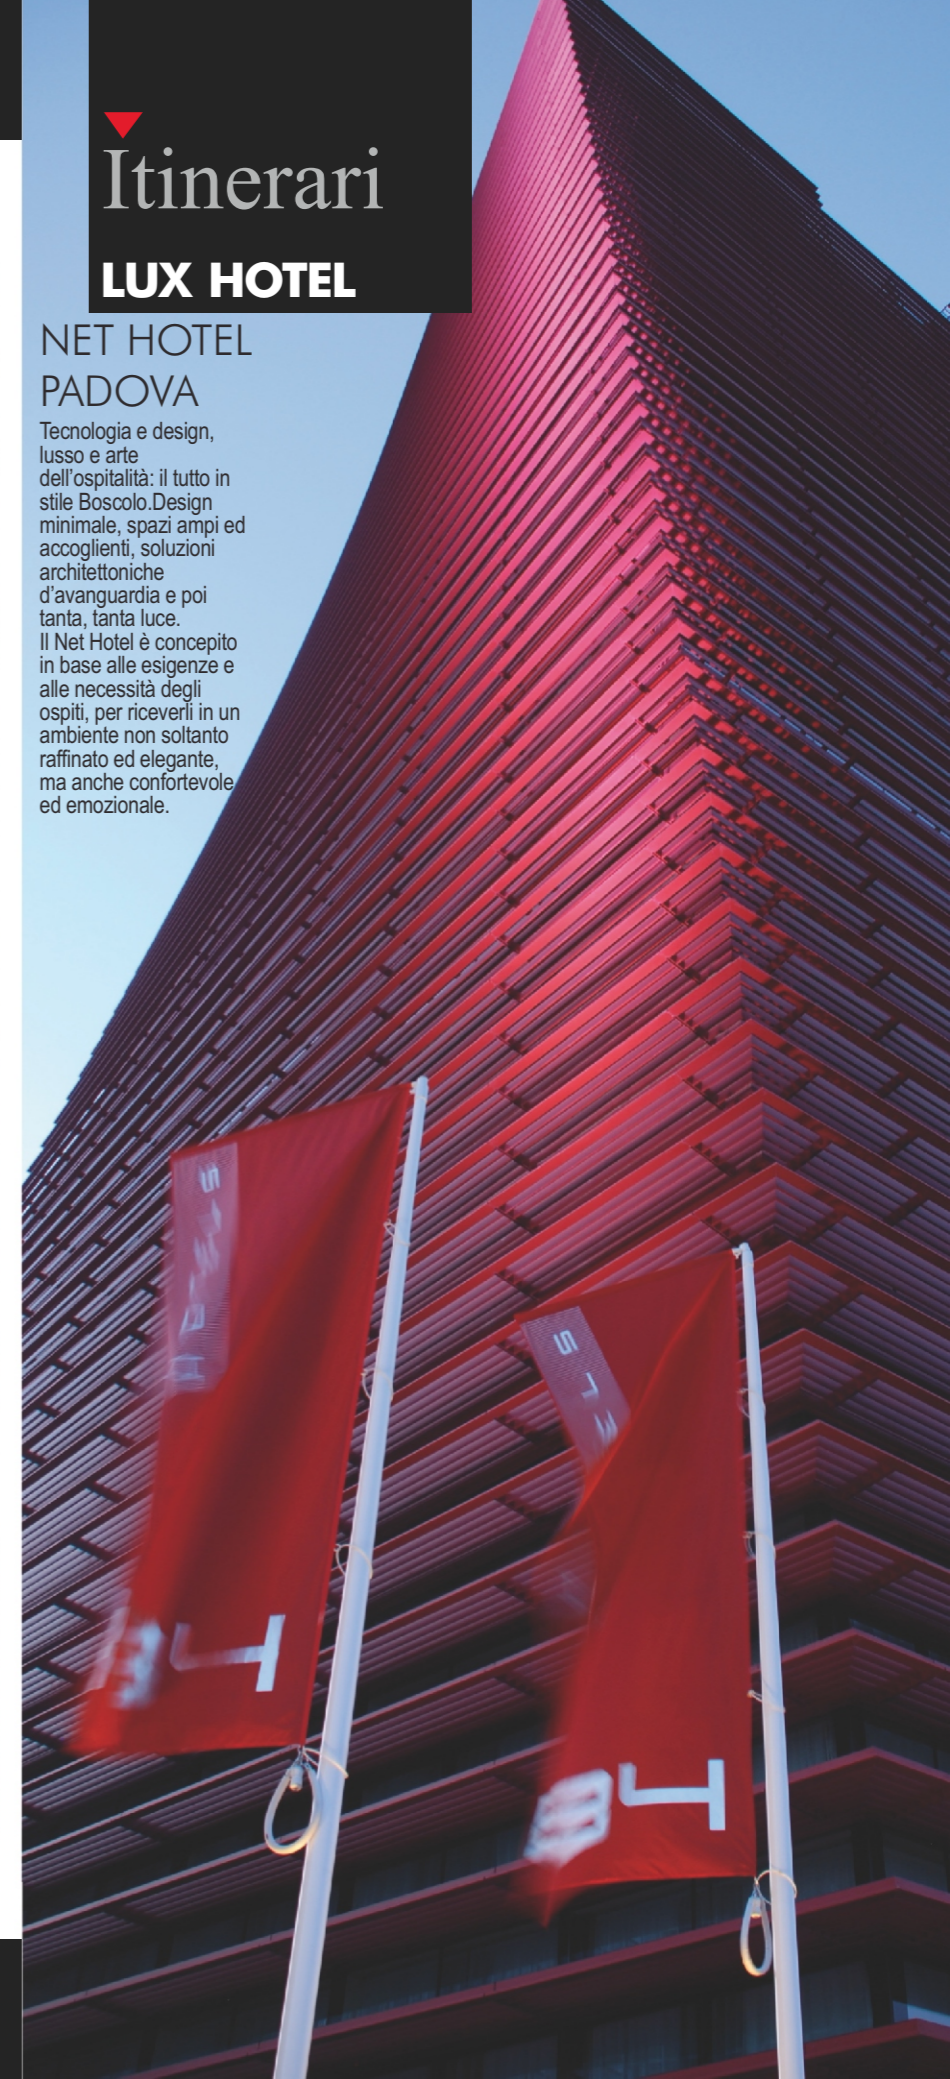 Itinerari
LUX HOTEL
NET HOTEL
PADOVA
Tecnologia e design,
lusso e arte
dell'ospitalità: il tutto in
stile Boscolo.Design
minimale, spazi ampi ed
accoglienti, soluzioni
architettoniche
d'avanguardia e poi
tanta, tanta luce.
Il Net Hotel è concepito
in base alle esigenze e
alle necessità degli
ospiti, per riceverli in un
ambiente non soltanto
raffinato ed elegante,
ma anche confortevole
ed emozionale.